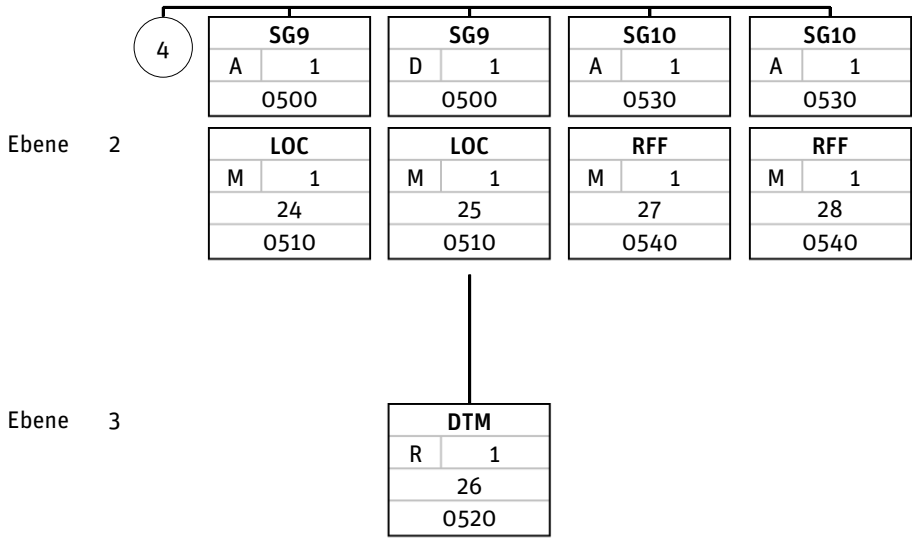 4
SG9 SG9 SG10 SG10
A 1 D 1 A 1 A 1
0500 0500 0530 0530
Ebene 2 LOC LOC RFF RFF
M 1 M 1 M 1 M 1
24 25 27 28
0510 0510 0540 0540
Ebene 3 DTM
R 1
26
0520